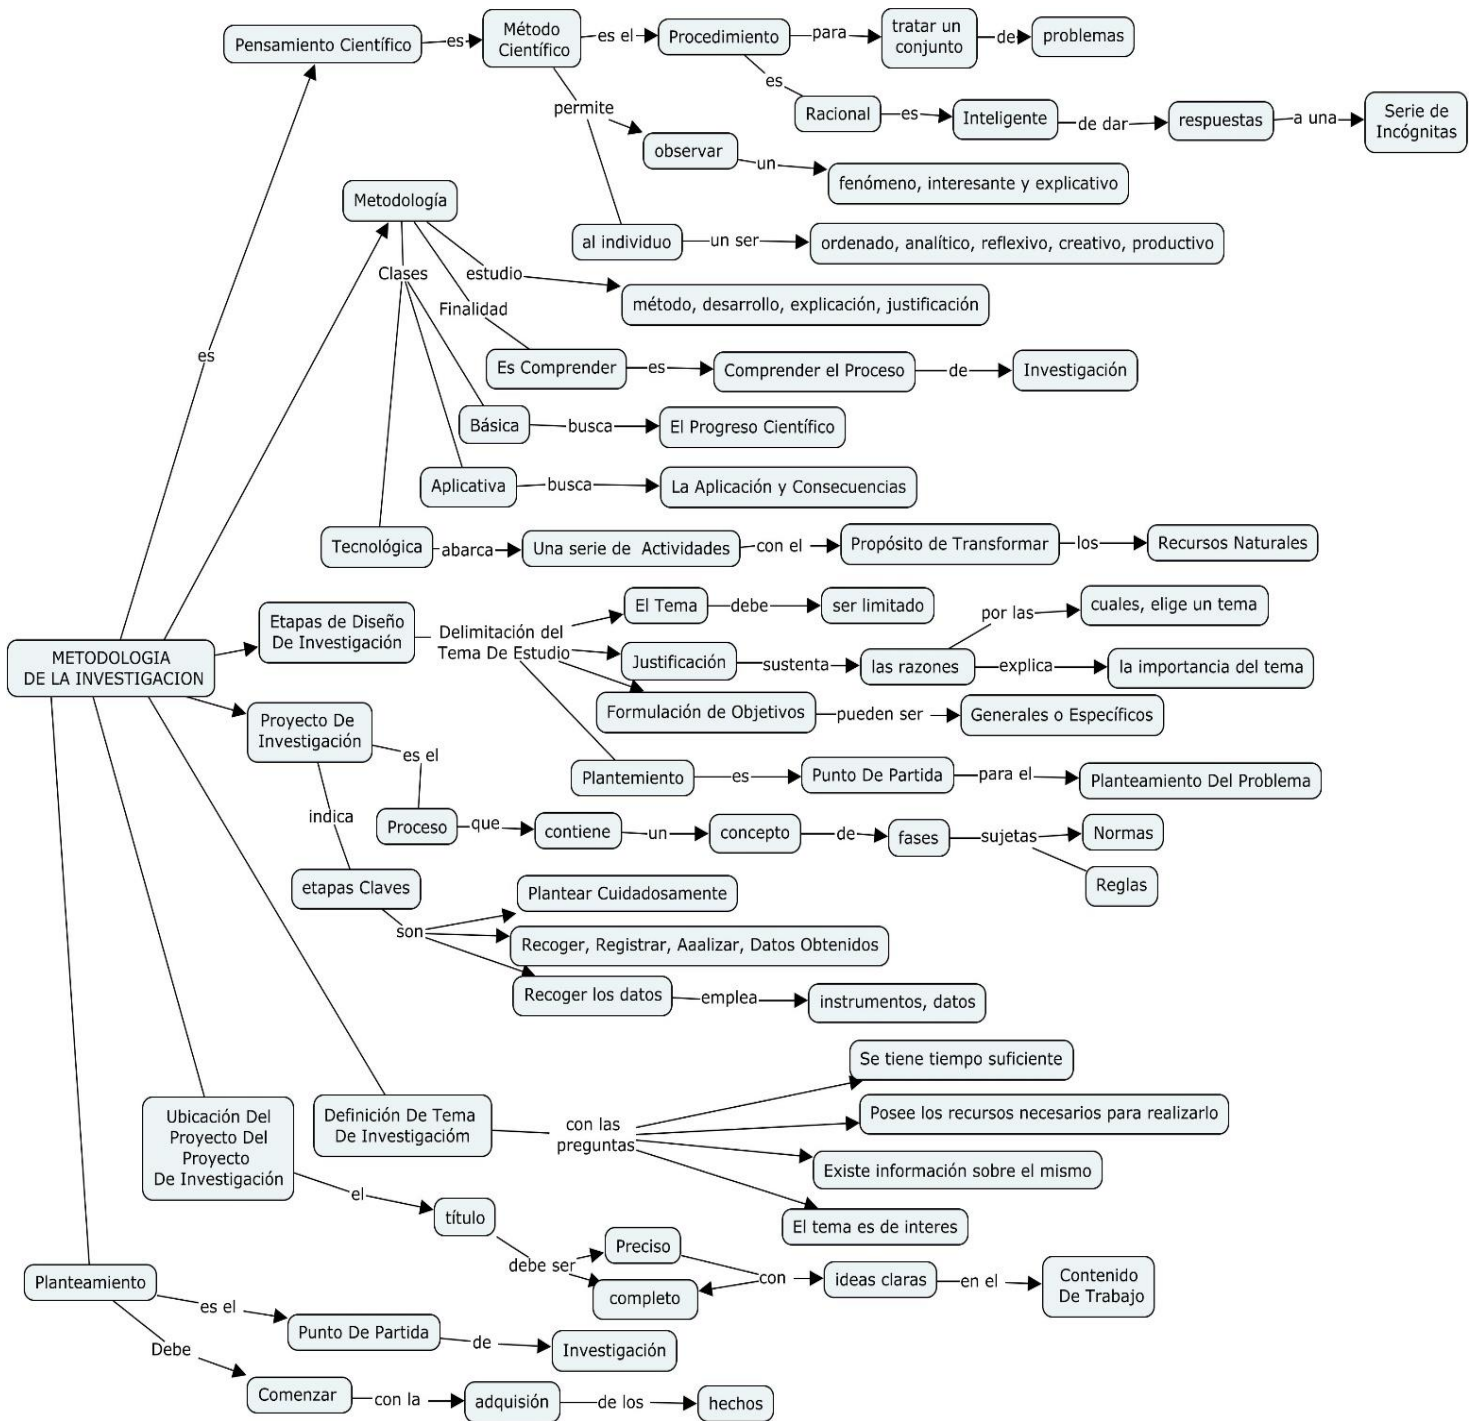 Pensamiento Científico
es
Método
Científico
es el
Procedimiento
para
tratar un
conjunto
de
problemas
es
Racional
es
Inteligente
de dar
respuestas
a una
Serie de
Incógnitas
permite
observar
un
fenómeno, interesante y explicativo
al individuo
un ser
ordenado, analítico, reflexivo, creativo, productivo
es
Metodología
Clases
estudio
método, desarrollo, explicación, justificación
Finalidad
Es Comprender
es
Comprender el Proceso
de
Investigación
Básica
busca
El Progreso Científico
Aplicativa
busca
La Aplicación y Consecuencias
Tecnológica
abarca
Una serie de Actividades
con el
Propósito de Transformar
los
Recursos Naturales
METODOLOGIA
DE LA INVESTIGACION
Etapas de Diseño
De Investigación
Delimitación del
Tema De Estudio
El Tema
debe
ser limitado
Justificación
sustenta
las razones
por las
cuales, elige un tema
explica
la importancia del tema
Formulación de Objetivos
pueden ser
Generales o Específicos
Plantemiento
es
Punto De Partida
para el
Planteamiento Del Problema
Proyecto De
Investigación
es el
Proceso
que
contiene
un
concepto
de
fases
sujetas
Normas
Reglas
indica
etapas Claves
son
Plantear Cuidadosamente
Recoger, Registrar, Aaalizar, Datos Obtenidos
Recoger los datos
emplea
instrumentos, datos
Definición De Tema
De Investigacióm
con las
preguntas
Se tiene tiempo suficiente
Posee los recursos necesarios para realizarlo
Existe información sobre el mismo
El tema es de interes
Ubicación Del
Proyecto Del
Proyecto
De Investigación
el
título
debe ser
Preciso
completo
con
ideas claras
en el
Contenido
De Trabajo
Planteamiento
es el
Punto De Partida
de
Investigación
Debe
Comenzar
con la
adquisión
de los
hechos